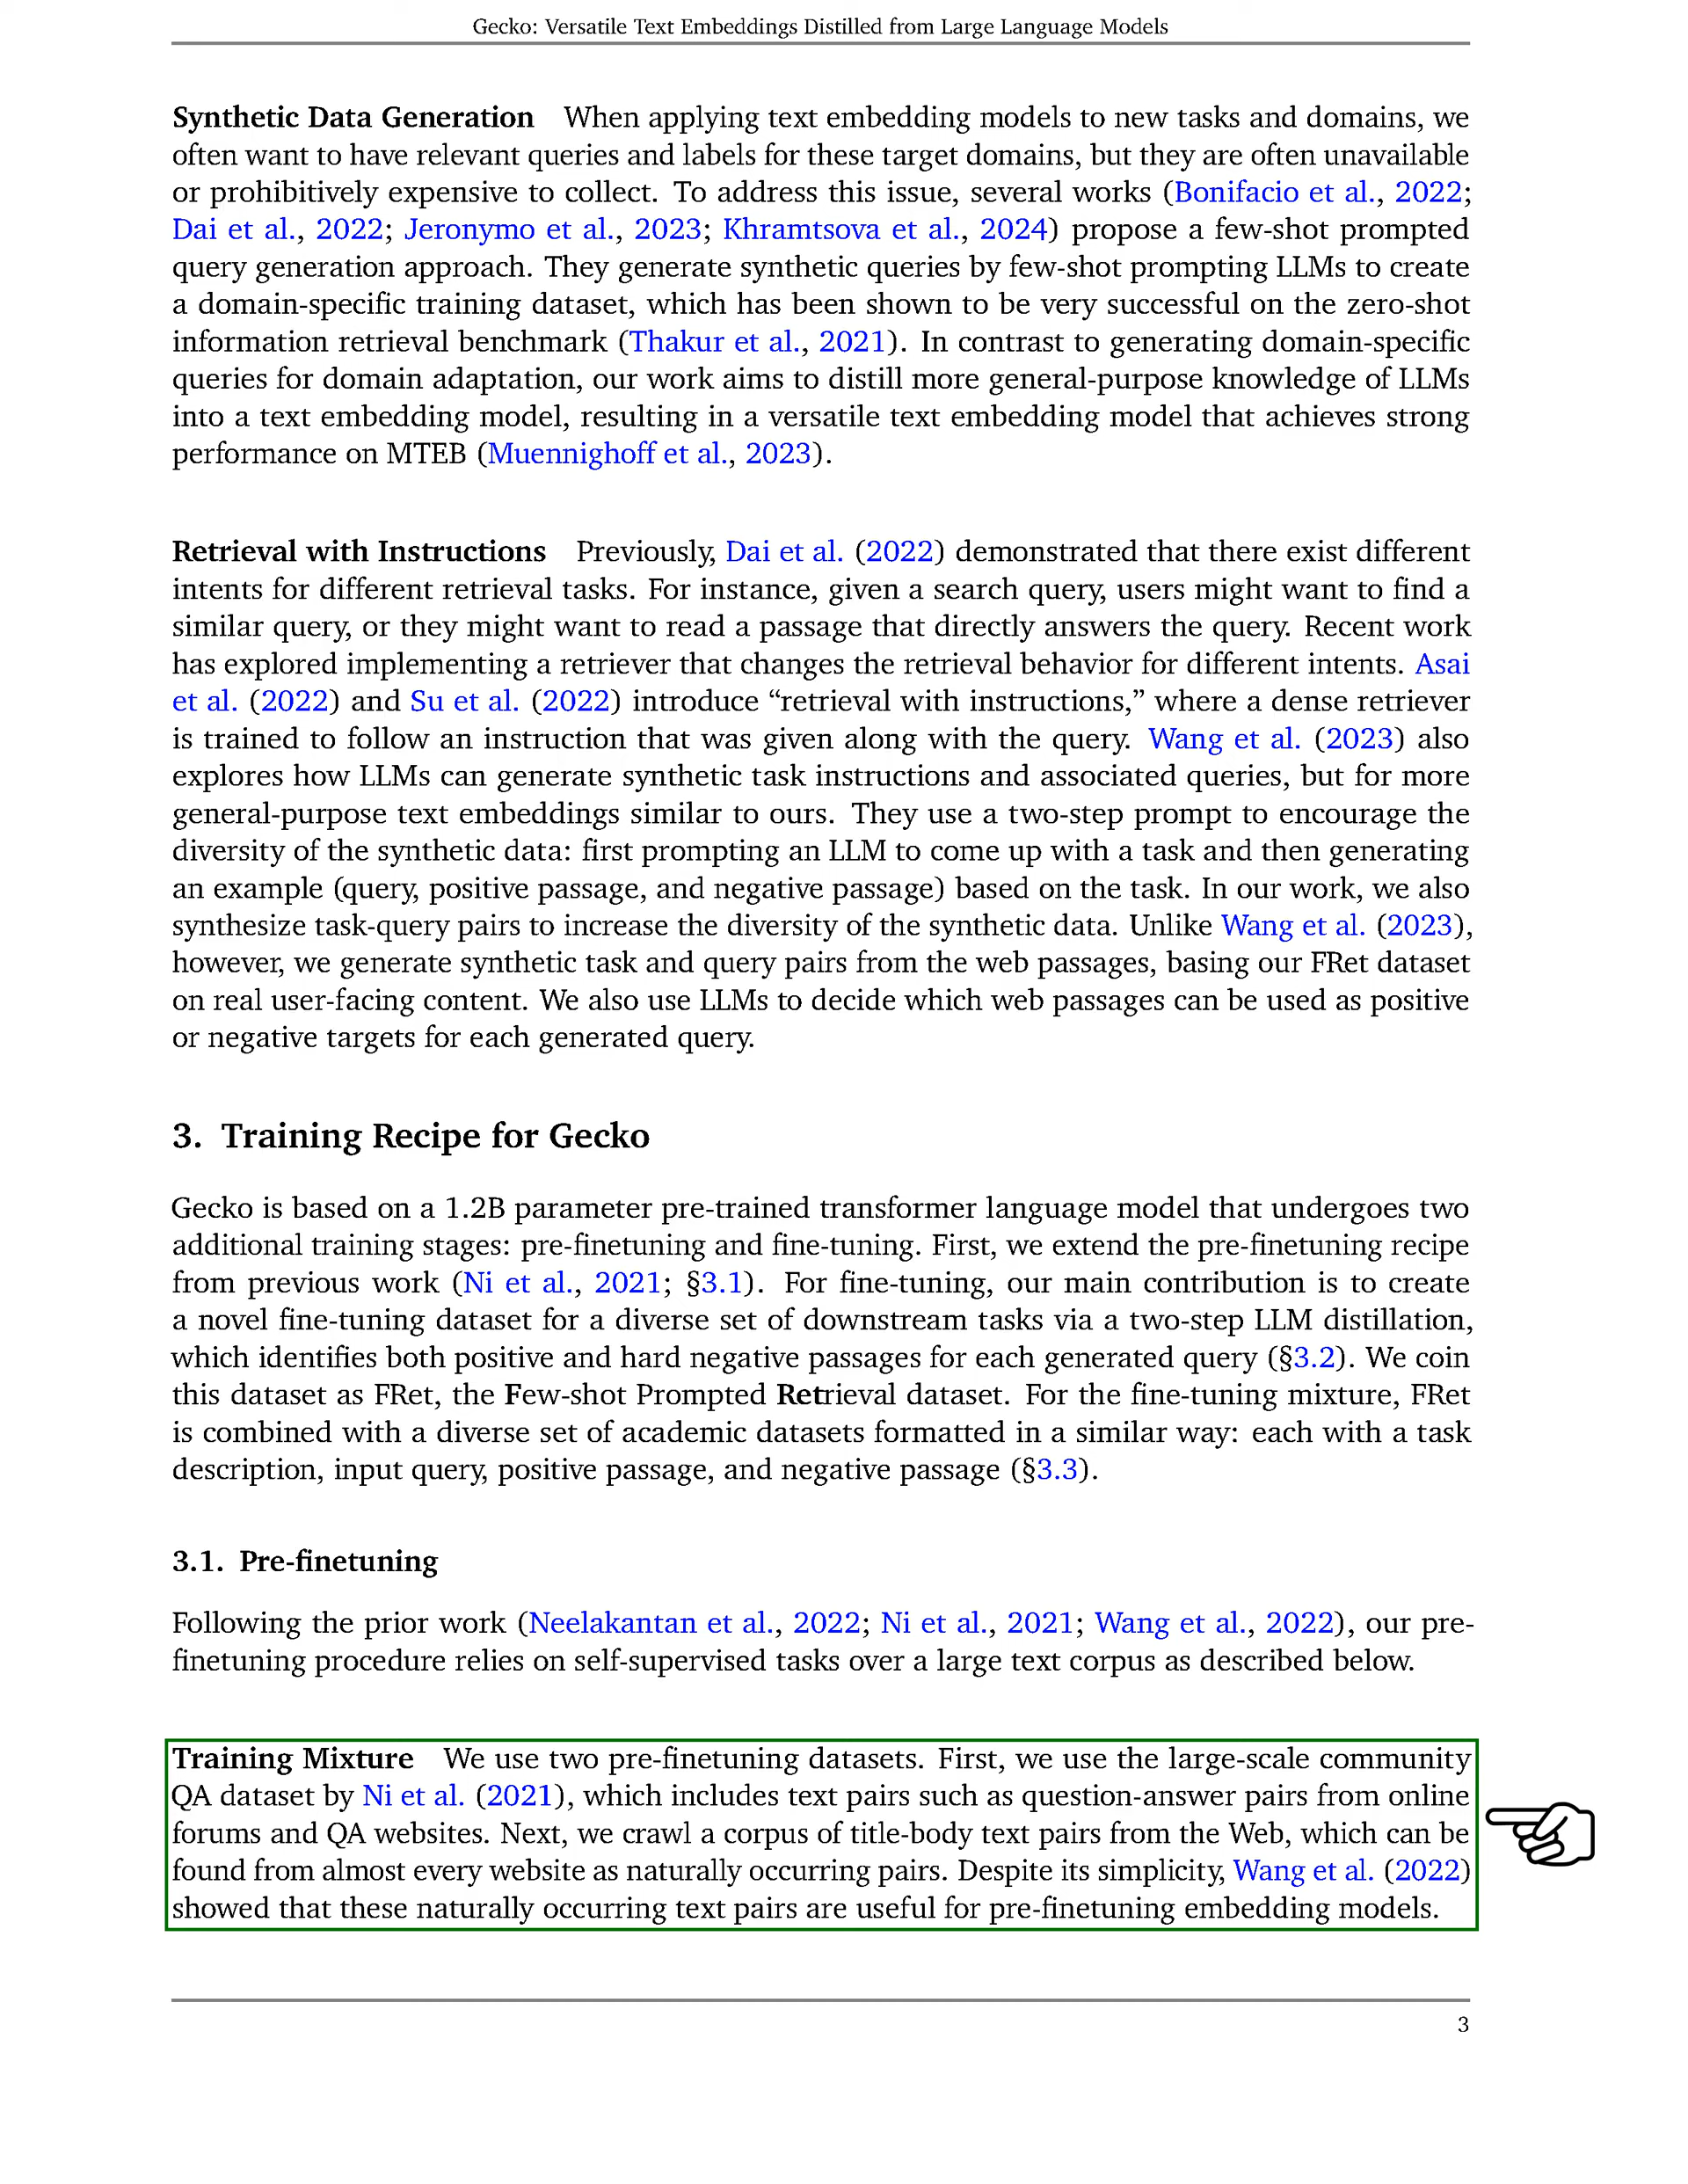 Gecko: Versatile Text Embeddings Distilled from Large Language Models
Synthetic Data Generation When applying text embedding models to new tasks and domains, we
often want to have relevant queries and labels for these target domains, but they are often unavailable
or prohibitively expensive to collect. To address this issue, several works (Bonifacio et al., 2022;
Dai et al., 2022; Jeronymo et al., 2023; Khramtsova et al., 2024) propose a few-shot prompted
query generation approach. They generate synthetic queries by few-shot prompting LLMs to create
a domain-specific training dataset, which has been shown to be very successful on the zero-shot
information retrieval benchmark (Thakur et al., 2021). In contrast to generating domain-specific
queries for domain adaptation, our work aims to distill more general-purpose knowledge of LLMs
into a text embedding model, resulting in a versatile text embedding model that achieves strong
performance on MTEB (Muennighoff et al., 2023).
Retrieval with Instructions Previously, Dai et al. (2022) demonstrated that there exist different
intents for different retrieval tasks. For instance, given a search query, users might want to find a
similar query, or they might want to read a passage that directly answers the query. Recent work
has explored implementing a retriever that changes the retrieval behavior for different intents. Asai
et al. (2022) and Su et al. (2022) introduce “retrieval with instructions,” where a dense retriever
is trained to follow an instruction that was given along with the query. Wang et al. (2023) also
explores how LLMs can generate synthetic task instructions and associated queries, but for more
general-purpose text embeddings similar to ours. They use a two-step prompt to encourage the
diversity of the synthetic data: first prompting an LLM to come up with a task and then generating
an example (query, positive passage, and negative passage) based on the task. In our work, we also
synthesize task-query pairs to increase the diversity of the synthetic data. Unlike Wang et al. (2023),
however, we generate synthetic task and query pairs from the web passages, basing our FRet dataset
on real user-facing content. We also use LLMs to decide which web passages can be used as positive
or negative targets for each generated query.
3. Training Recipe for Gecko
Gecko is based on a 1.2B parameter pre-trained transformer language model that undergoes two
additional training stages: pre-finetuning and fine-tuning. First, we extend the pre-finetuning recipe
from previous work (Ni et al., 2021; §3.1). For fine-tuning, our main contribution is to create
a novel fine-tuning dataset for a diverse set of downstream tasks via a two-step LLM distillation,
which identifies both positive and hard negative passages for each generated query (§3.2). We coin
this dataset as FRet, the Few-shot Prompted Retrieval dataset. For the fine-tuning mixture, FRet
is combined with a diverse set of academic datasets formatted in a similar way: each with a task
description, input query, positive passage, and negative passage (§3.3).
3.1. Pre-finetuning
Following the prior work (Neelakantan et al., 2022; Ni et al., 2021; Wang et al., 2022), our pre-
finetuning procedure relies on self-supervised tasks over a large text corpus as described below.
Training Mixture We use two pre-finetuning datasets. First, we use the large-scale community
QA dataset by Ni et al. (2021), which includes text pairs such as question-answer pairs from online
forums and QA websites. Next, we crawl a corpus of title-body text pairs from the Web, which can be
found from almost every website as naturally occurring pairs. Despite its simplicity, Wang et al. (2022)
showed that these naturally occurring text pairs are useful for pre-finetuning embedding models.
3